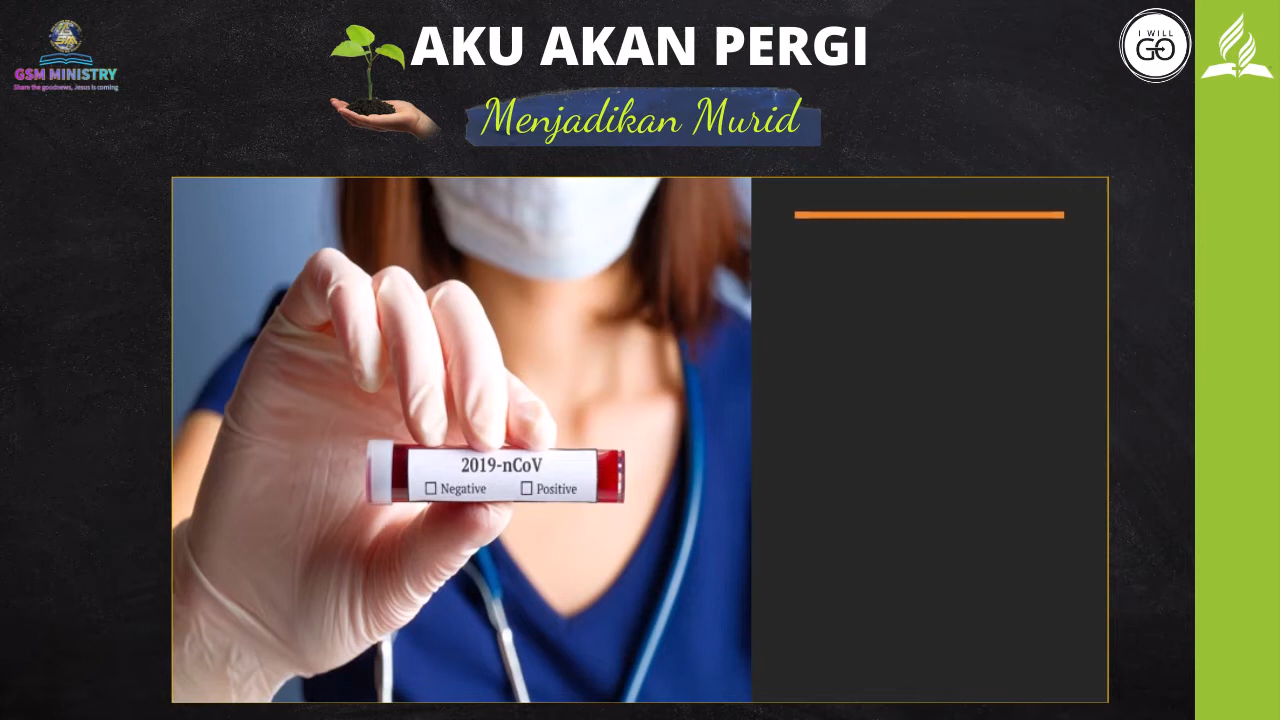 GSM MINISTRY
Share the goodnews, Jesus is coming
AKU AKAN PERGI
Menjadikan Murid
I WILL
GO
2019-nCoV
Negative
Positive